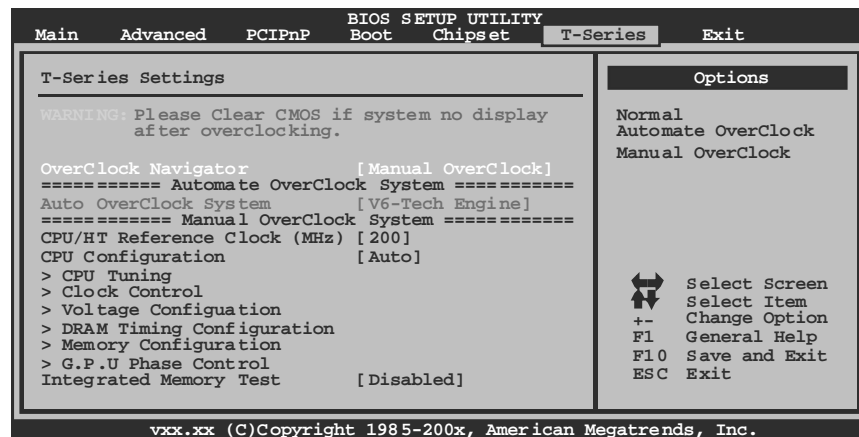 BIOS SETUP UTILITY
Main Advanced PCIPnP Boot Chipset T-Series Exit
T-Series Settings
WARNING: Please Clear CMOS if system no display
after overclocking.
OverClock Navigator [Manual OverClock]
=========== Automate OverClock System ===========
Auto OverClock System [V6-Tech Engine]
============ Manual OverClock System ============
CPU/HT Reference Clock (MHz) [200]
CPU Configuration [Auto]
> CPU Tuning
> Clock Control
> Voltage Configuation
> DRAM Timing Configuration
> Memory Configuration
> G.P.U Phase Control
Integrated Memory Test [Disabled]
Options
Normal
Automate OverClock
Manual OverClock
Select Screen
Select Item
+- Change Option
F1 General Help
F10 Save and Exit
ESC Exit
vxx.xx (C)Copyright 1985-200x, American Megatrends, Inc.